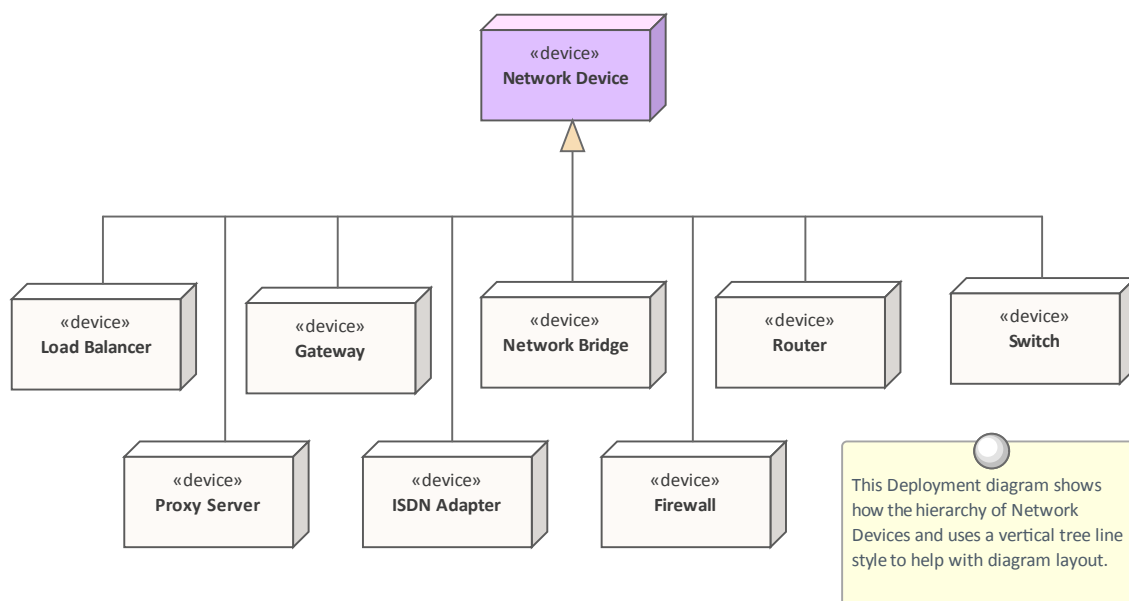 «device»
Network Device
«device»
Load Balancer
«device»
Gateway
«device»
Network Bridge
«device»
Router
«device»
Switch
«device»
Proxy Server
«device»
ISDN Adapter
«device»
Firewall
This Deployment diagram shows
how the hierarchy of Network
Devices and uses a vertical tree line
style to help with diagram layout.